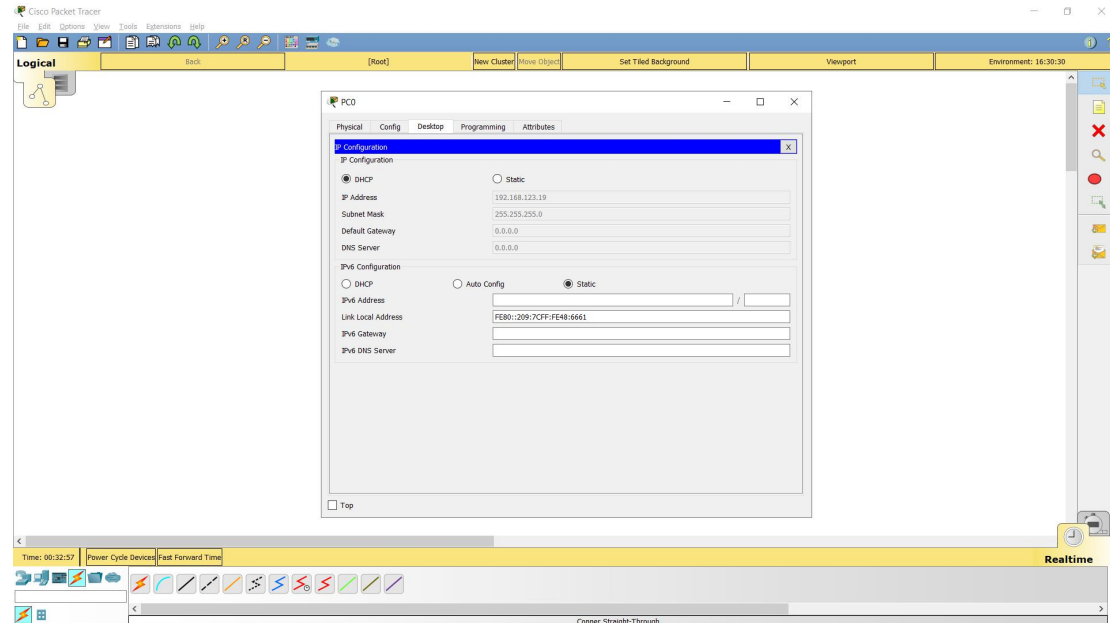 Cisco Packet Tracer
File Edit Options View Tools Extensions Help
Logical Back [Root] New Cluster Move Object Set Tiled Background Viewport Environment: 16:30:30
PC0
Physical Config Desktop Programming Attributes
IP Configuration X
IP Configuration
DHCP Static
IP Address 192.168.123.19
Subnet Mask 255.255.255.0
Default Gateway 0.0.0.0
DNS Server 0.0.0.0
IPv6 Configuration
DHCP Auto Config Static
IPv6 Address /
Link Local Address FE80::209:7CFF:FE48:6661
IPv6 Gateway
IPv6 DNS Server
Top
Time: 00:32:57 Power Cycle Devices Fast Forward Time Realtime
Copper Straight-Through